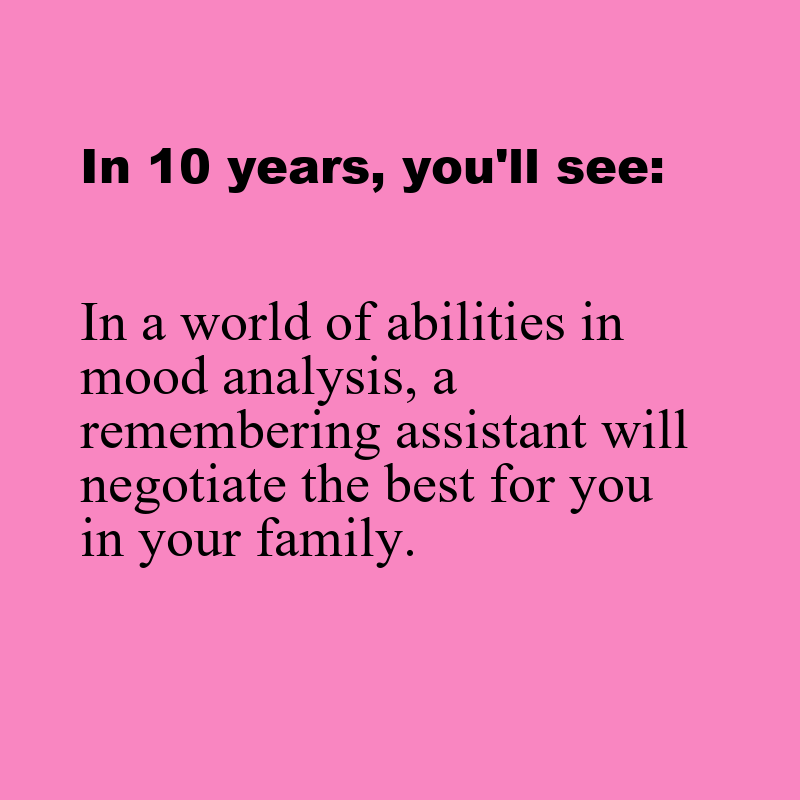 In 10 years, you'll see:
In a world of abilities in
mood analysis, a
remembering assistant will
negotiate the best for you
in your family.